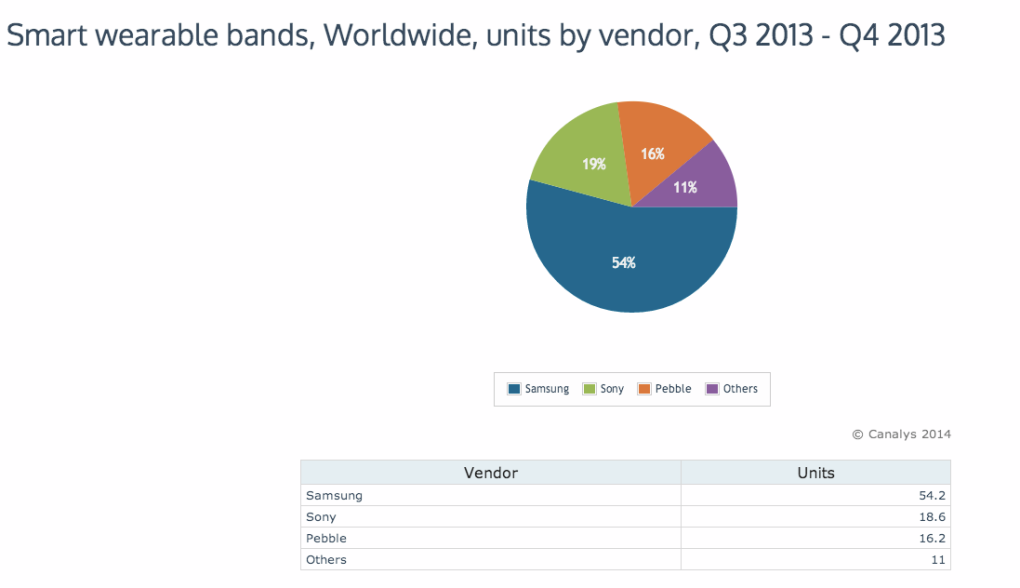 Smart wearable bands, Worldwide, units by vendor, Q3 2013 - Q4 2013
19%
16%
11%
54%
Samsung Sony Pebble Others
© Canalys 2014
Vendor Units
Samsung 54.2
Sony 18.6
Pebble 16.2
Others 11